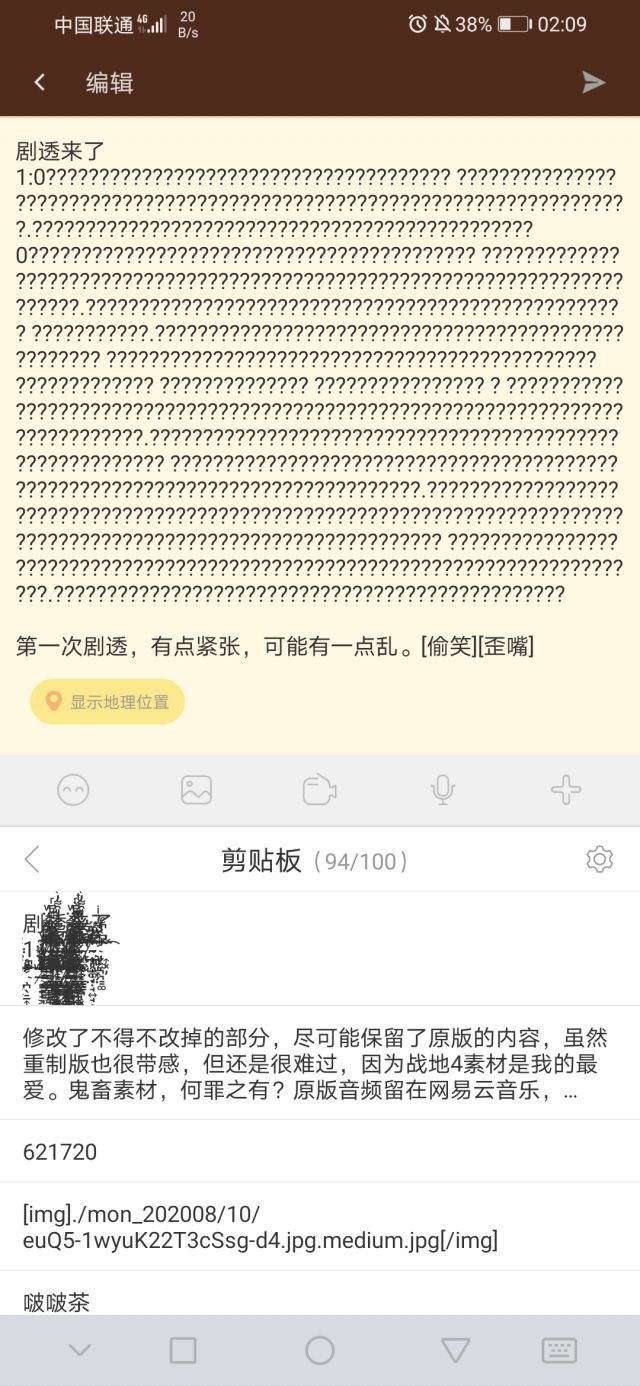 中国联通 4G 20 B/s 38% 02:09
编辑
剧透来了
1:0?????????????????????????????????????? ???????????????
?????????????????????????????????????????????????????????
?.???????????????????????????????????????????????
0?????????????????????????????????????????? ?????????????
?????????????????????????????????????????????????????????
??????.??????????????????????????????????????????????????
? ???????????.????????????????????????????????????????????
???????? ??????????????????????????????????????????????
????????????? ?????????????? ???????????????? ? ???????????
?????????????????????????????????????????????????????????
????????????.????????????????????????????????????????????
?????????????? ??????????????????????????????????????????
??????????????????????????????????????.??????????????????
?????????????????????????????????????????????????????????
???????????????????????????????????????? ????????????????
?????????????????????????????????????????????????????????
???.????????????????????????????????????????????????
第一次剧透，有点紧张，可能有一点乱。[偷笑][歪嘴]
显示地理位置
剪贴板（94/100）
修改了不得不改掉的部分，尽可能保留了原版的内容，虽然
重制版也很带感，但还是很难过，因为战地4素材是我的最
爱。鬼畜素材，何罪之有？原版音频留在网易云音乐，...
621720
[img]./mon_202008/10/
euQ5-1wyuK22T3cSsg-d4.jpg.medium.jpg[/img]
啵啵茶